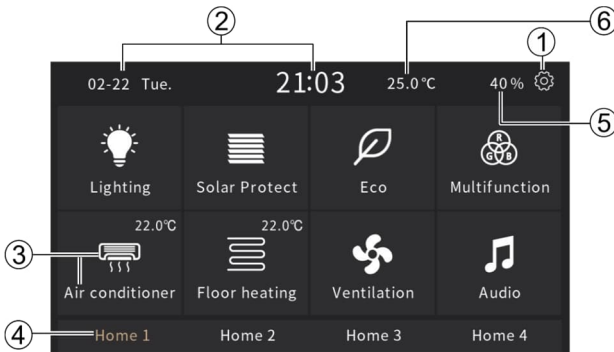 ② ⑥
①
02-22 Tue. 21:03 25.0℃ 40%
⑤
R
G B
Lighting Solar Protect Eco Multifunction
22.0℃ 22.0℃
③
Air conditioner Floor heating Ventilation Audio
④ Home 1 Home 2 Home 3 Home 4